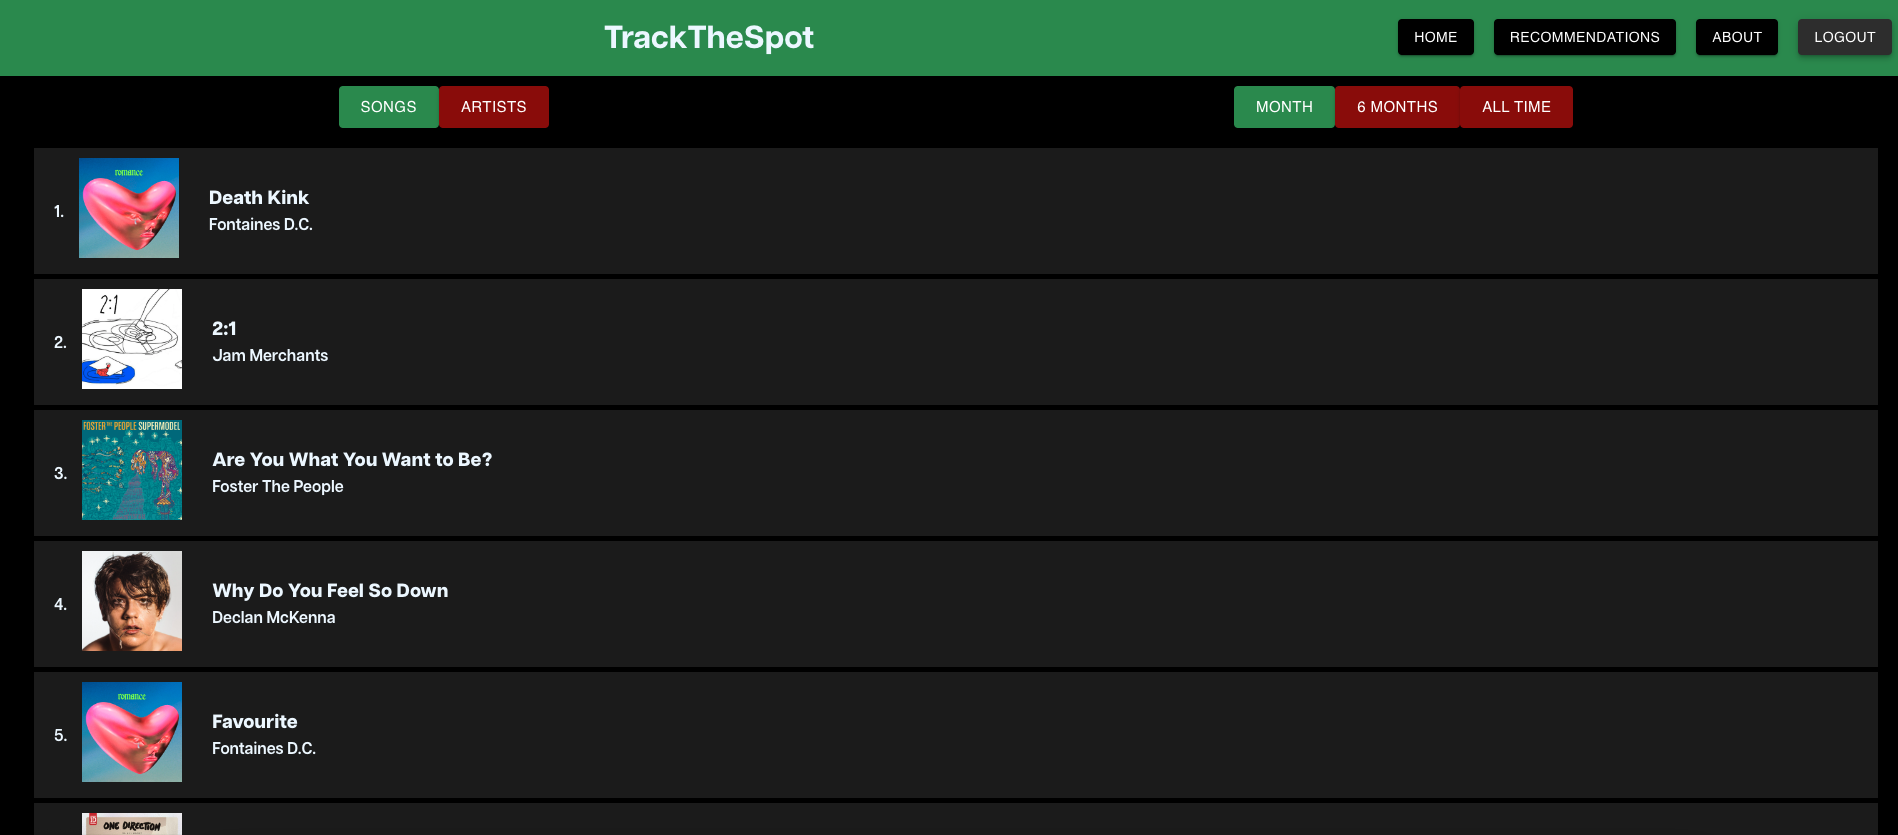 TrackTheSpot
HOME
RECOMMENDATIONS
ABOUT
LOGOUT
SONGS
ARTISTS
MONTH
6 MONTHS
ALL TIME
romance
1.
Death Kink
Fontaines D.C.
2:1
2.
2:1
Jam Merchants
FOSTER THE PEOPLE SUPERMODEL
3.
Are You What You Want to Be?
Foster The People
4.
Why Do You Feel So Down
Declan McKenna
romance
5.
Favourite
Fontaines D.C.
1D
ONE DIRECTION